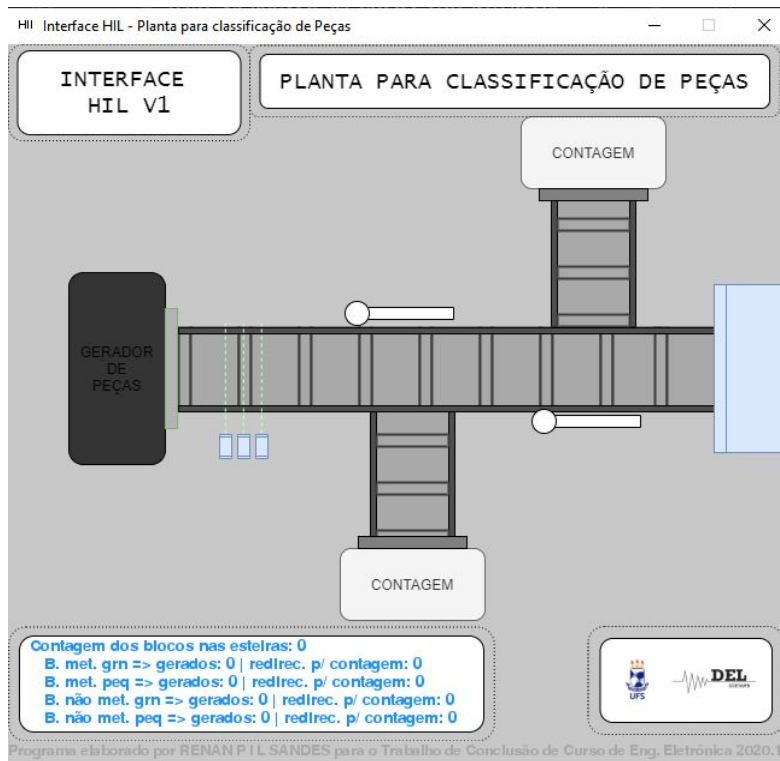 HIL Interface HIL - Planta para classificação de Peças
INTERFACE
HIL V1
PLANTA PARA CLASSIFICAÇÃO DE PEÇAS
CONTAGEM
GERADOR
DE
PEÇAS
CONTAGEM
Contagem dos blocos nas esteiras: 0
B. met. grn => gerados: 0 | redirec. p/ contagem: 0
B. met. peq => gerados: 0 | redirec. p/ contagem: 0
B. não met. grn => gerados: 0 | redirec. p/ contagem: 0
B. não met. peq => gerados: 0 | redirec. p/ contagem: 0
UFS
DEL
Programa elaborado por RENAN P I L SANDES para o Trabalho de Conclusão de Curso de Eng. Eletrônica 2020.1